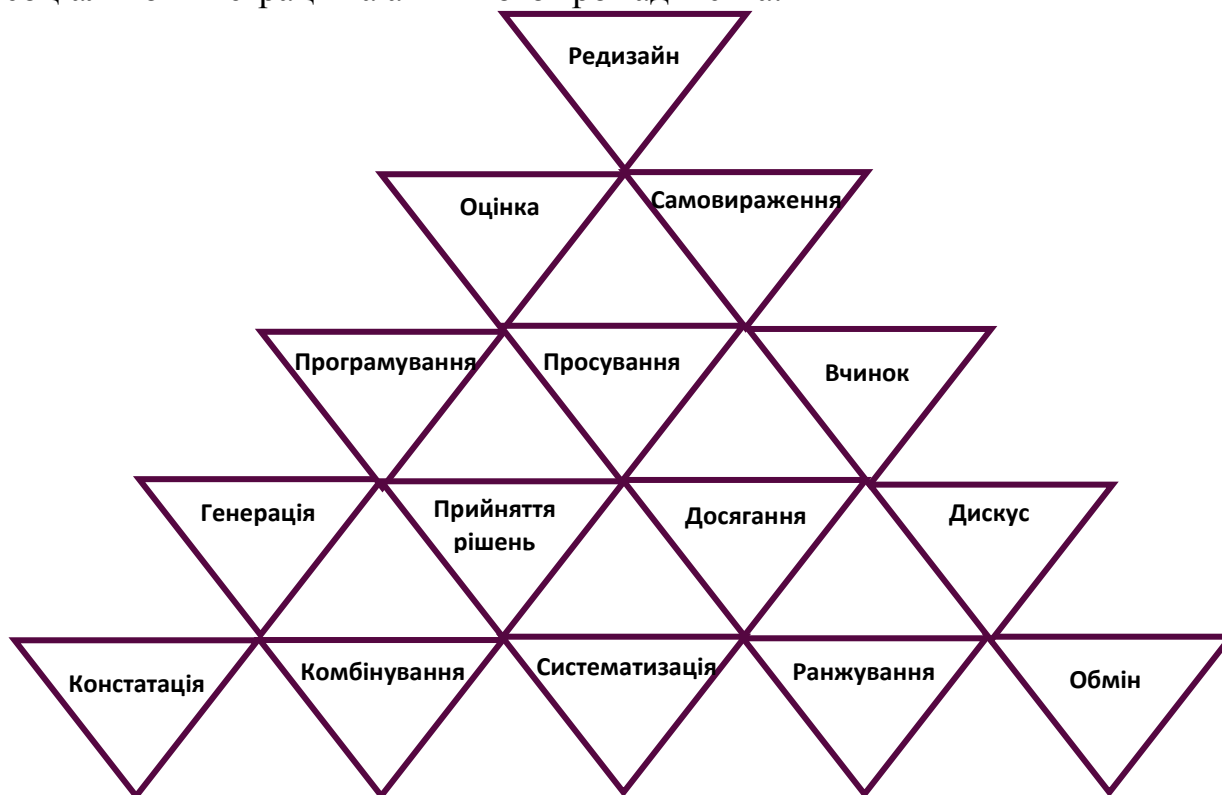 Редизайн
Оцінка
Самовираження
Програмування
Просування
Вчинок
Генерація
Прийняття
рішень
Досягання
Дискус
Констатація
Комбінування
Систематизація
Ранжування
Обмін